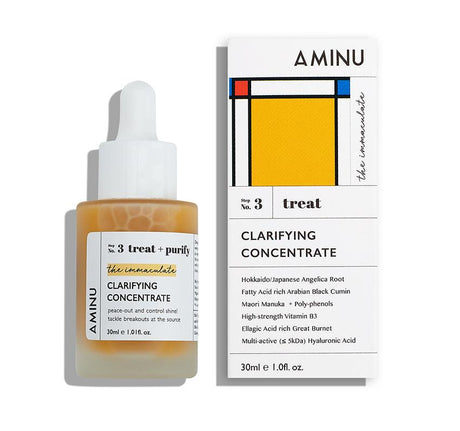 Step
No. 3 treat + purify
the immaculate
CLARIFYING
CONCENTRATE
peace-out and control shine!
tackle breakouts at the source
30ml e 1.01fl. oz.
AMINU
AMINU
the immaculate
Step
No. 3 treat
CLARIFYING
CONCENTRATE
Hokkaido/Japanese Angelica Root
Fatty Acid rich Arabian Black Cumin
Maori Manuka + Poly-phenols
High-strength Vitamin B3
Ellagic Acid rich Great Burnet
Multi-active (≤ 5kDa) Hyaluronic Acid
30ml e 1.0fl. oz.